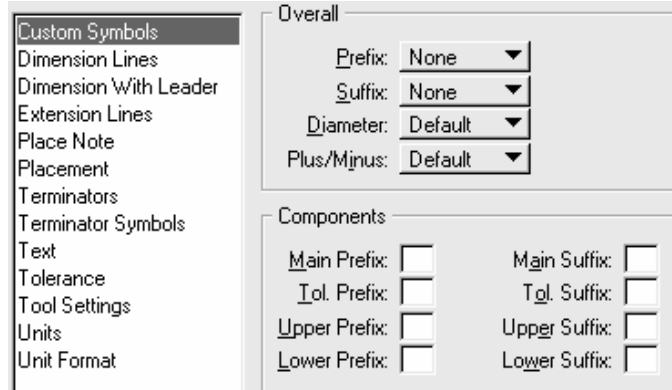 Custom Symbols
Dimension Lines
Dimension With Leader
Extension Lines
Place Note
Placement
Terminators
Terminator Symbols
Text
Tolerance
Tool Settings
Units
Unit Format
Overall
Prefix: None
Suffix: None
Diameter: Default
Plus/Minus: Default
Components
Main Prefix: Main Suffix:
Tol. Prefix: Tol. Suffix:
Upper Prefix: Upper Suffix:
Lower Prefix: Lower Suffix: